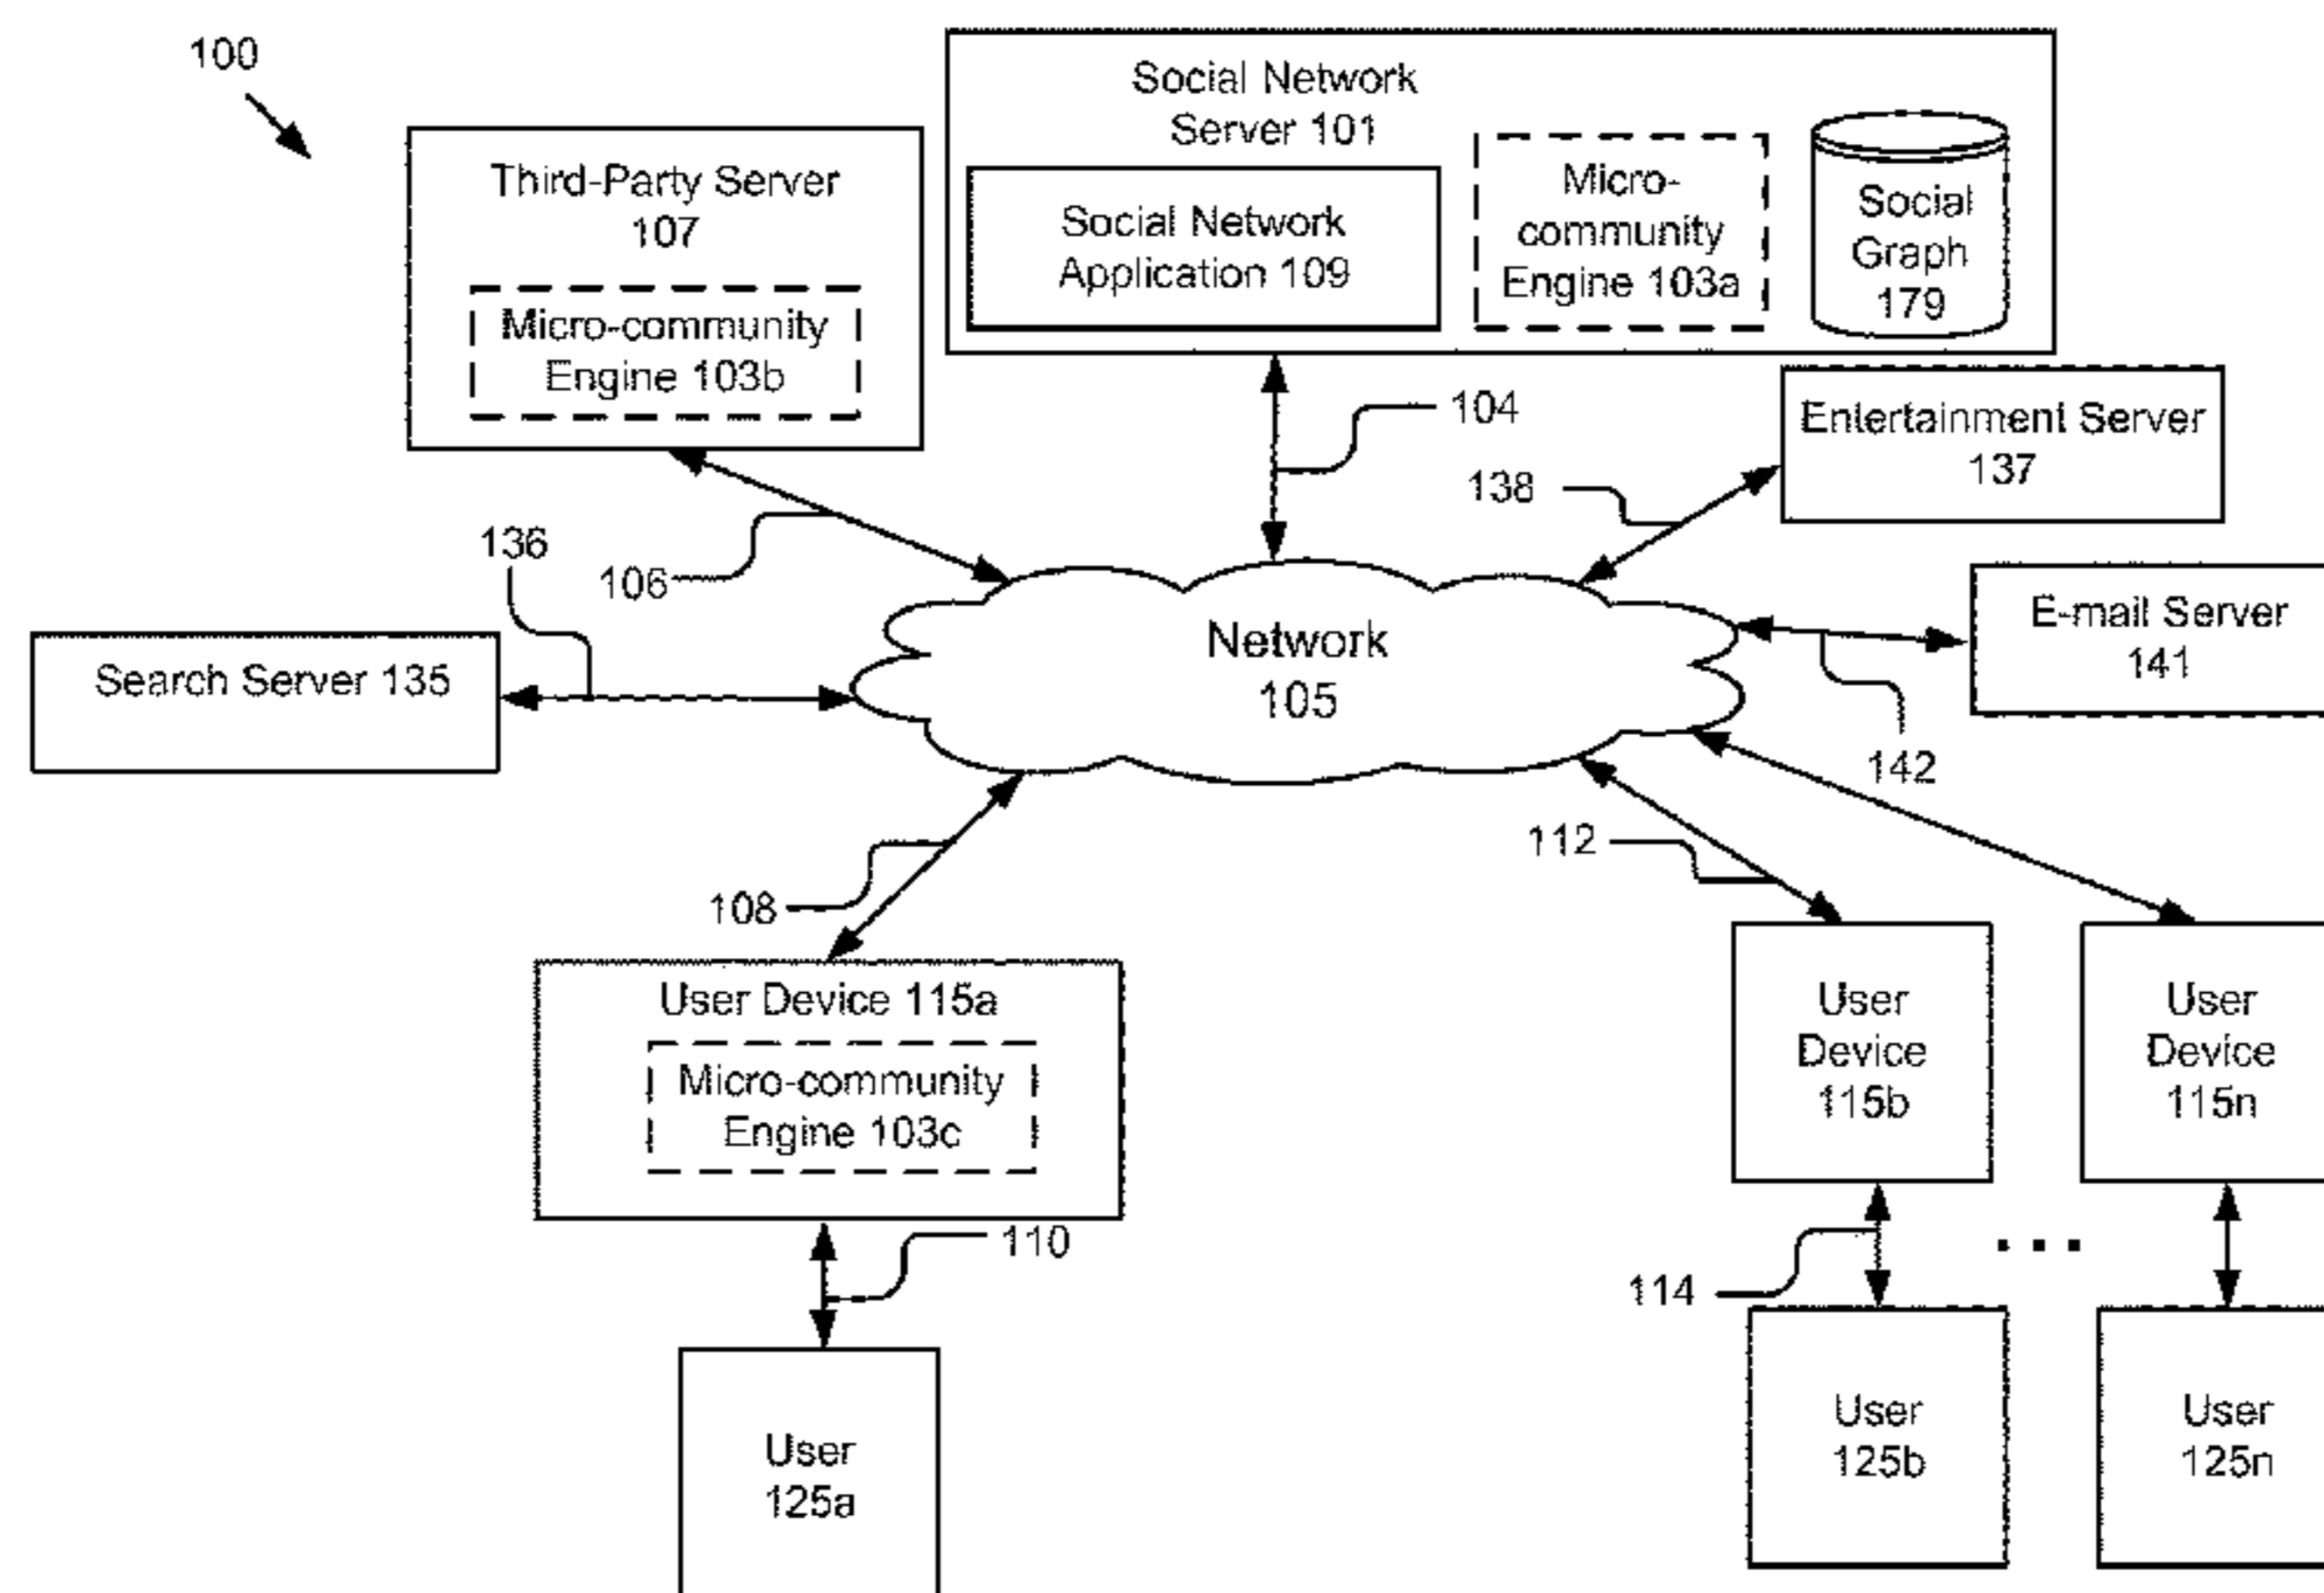 100
Social Network
Server 101
Third-Party Server
107
Micro-community
Engine 103b
Social Network
Application 109
Micro-
community
Engine 103a
Social
Graph
179
104
Entertainment Server
137
138
136
106
Network
105
E-mail Server
141
Search Server 135
142
112
108
User Device 115a
Micro-community
Engine 103c
User
Device
115b
User
Device
115n
110
114
...
User
125a
User
125b
User
125n